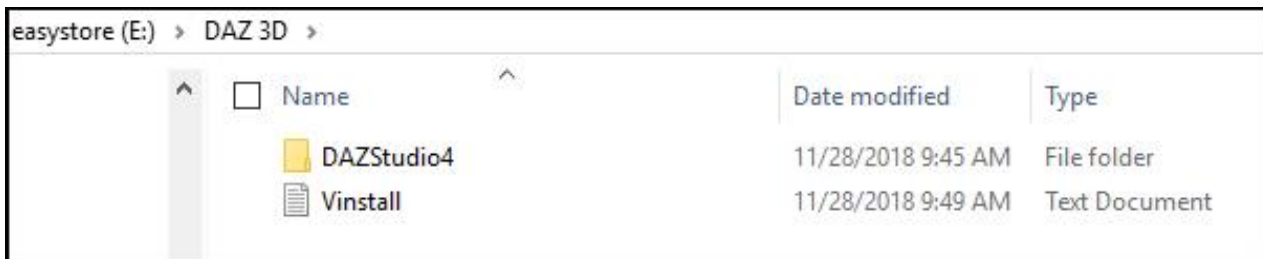 easystore (E:) > DAZ 3D >
Name Date modified Type
DAZStudio4 11/28/2018 9:45 AM File folder
Vinstall 11/28/2018 9:49 AM Text Document